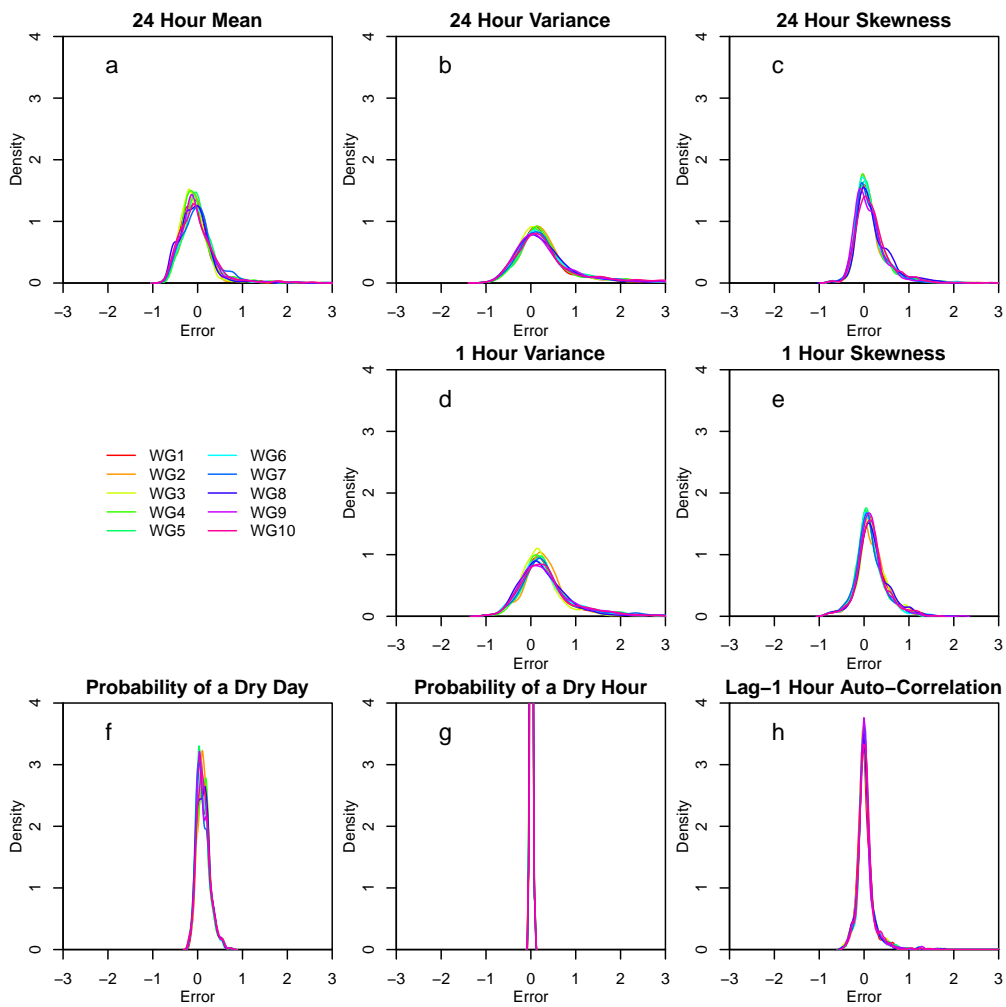 24 Hour Mean
a
Density
0 1 2 3 4
−3 −2 −1 0 1 2 3
Error
24 Hour Variance
b
Density
0 1 2 3 4
−3 −2 −1 0 1 2 3
Error
24 Hour Skewness
c
Density
0 1 2 3 4
−3 −2 −1 0 1 2 3
Error
WG1 WG6
WG2 WG7
WG3 WG8
WG4 WG9
WG5 WG10
1 Hour Variance
d
Density
0 1 2 3 4
−3 −2 −1 0 1 2 3
Error
1 Hour Skewness
e
Density
0 1 2 3 4
−3 −2 −1 0 1 2 3
Error
Probability of a Dry Day
f
Density
0 1 2 3 4
−3 −2 −1 0 1 2 3
Error
Probability of a Dry Hour
g
Density
0 1 2 3 4
−3 −2 −1 0 1 2 3
Error
Lag−1 Hour Auto−Correlation
h
Density
0 1 2 3 4
−3 −2 −1 0 1 2 3
Error